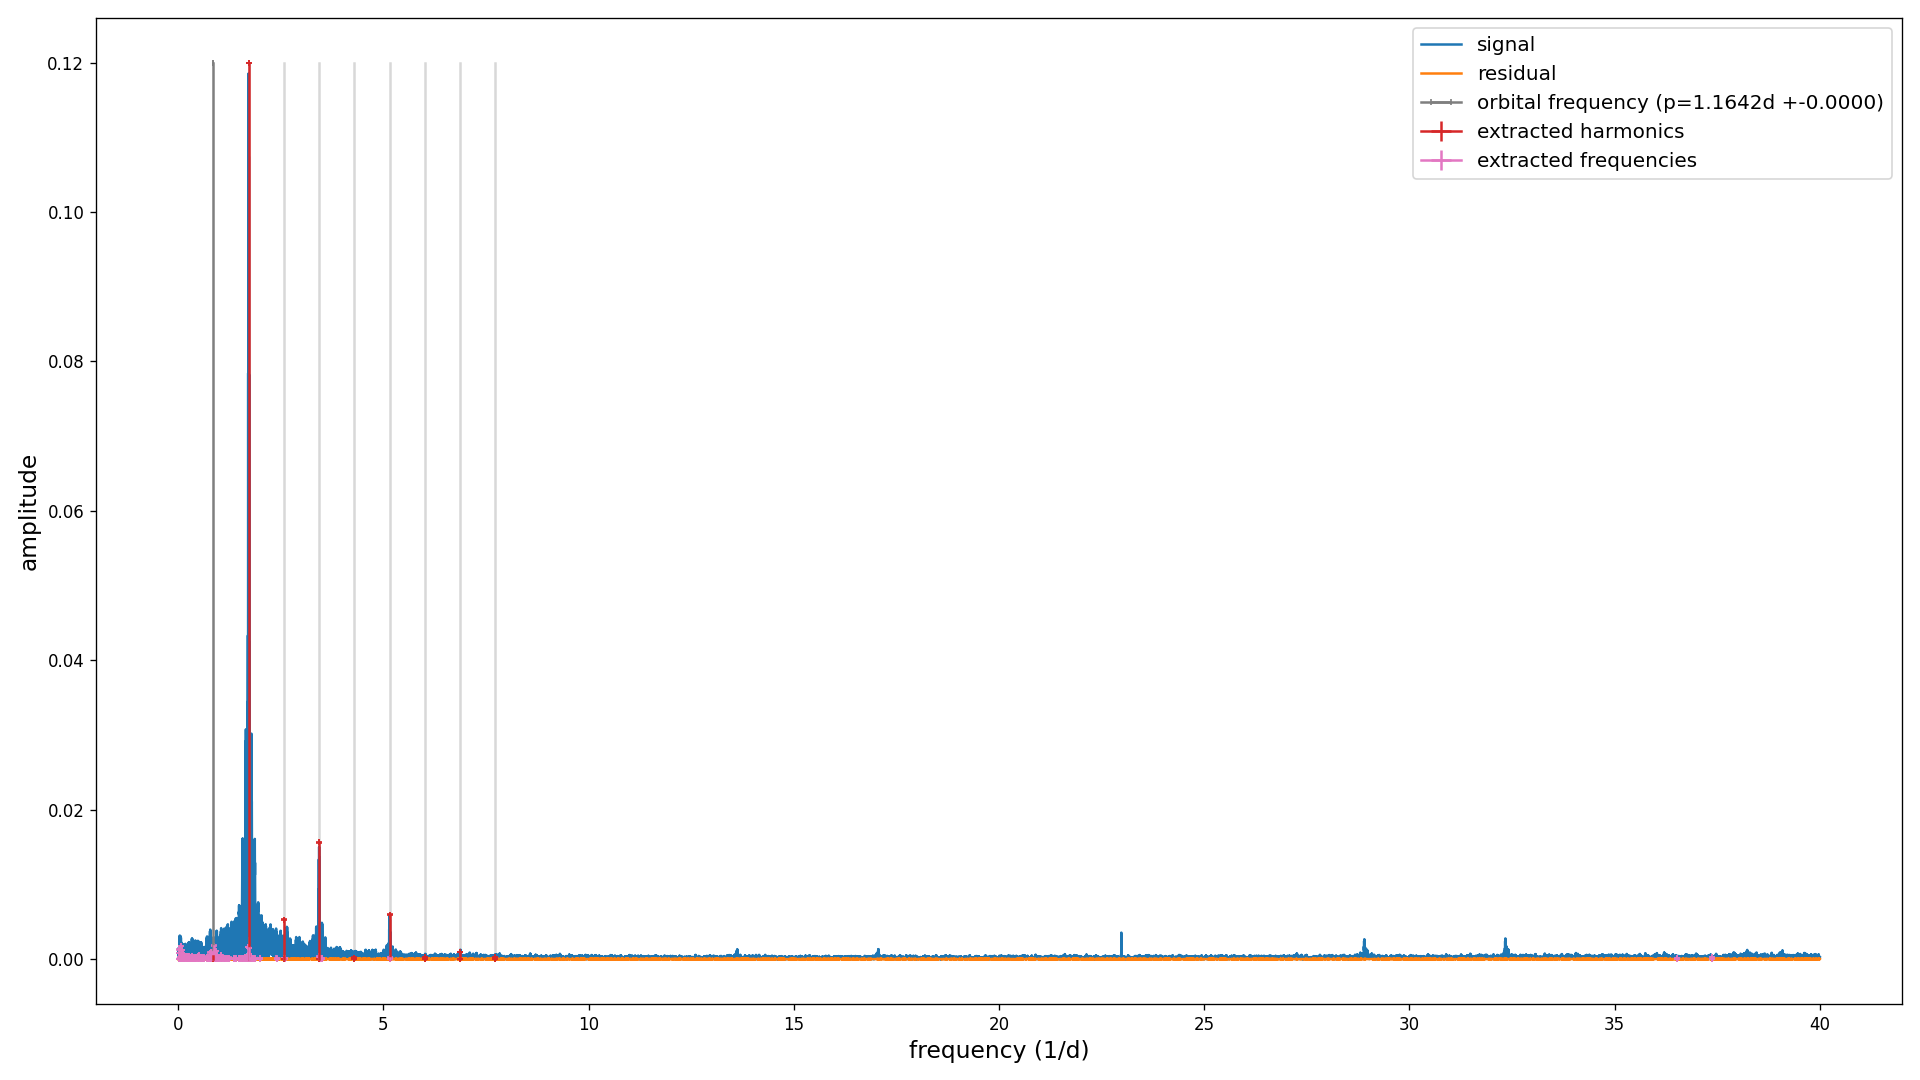 signal
residual
orbital frequency (p=1.1642d +-0.0000)
extracted harmonics
extracted frequencies
0.12
0.10
0.08
0.06
0.04
0.02
0.00
amplitude
0 5 10 15 20 25 30 35 40
frequency (1/d)